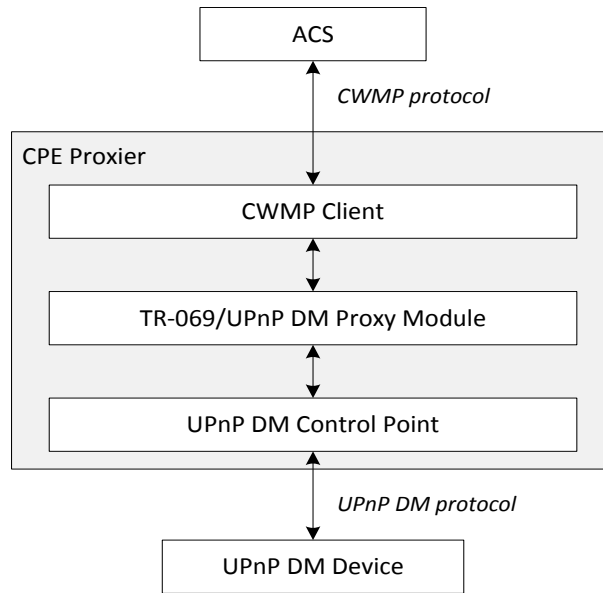 ACS
CWMP protocol
CPE Proxier
CWMP Client
TR-069/UPnP DM Proxy Module
UPnP DM Control Point
UPnP DM protocol
UPnP DM Device